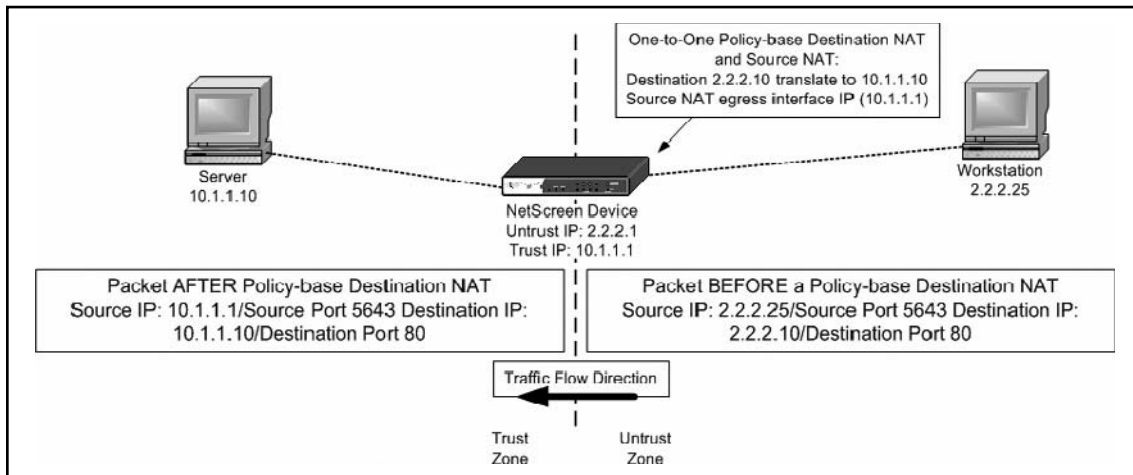 One-to-One Policy-base Destination NAT
and Source NAT:
Destination 2.2.2.10 translate to 10.1.1.10
Source NAT egress interface IP (10.1.1.1)
Server
10.1.1.10
Workstation
2.2.2.25
NetScreen Device
Untrust IP: 2.2.2.1
Trust IP: 10.1.1.1
Packet AFTER Policy-base Destination NAT
Source IP: 10.1.1.1/Source Port 5643 Destination IP:
10.1.1.10/Destination Port 80
Packet BEFORE a Policy-base Destination NAT
Source IP: 2.2.2.25/Source Port 5643 Destination IP:
2.2.2.10/Destination Port 80
Traffic Flow Direction
Trust
Zone
Untrust
Zone